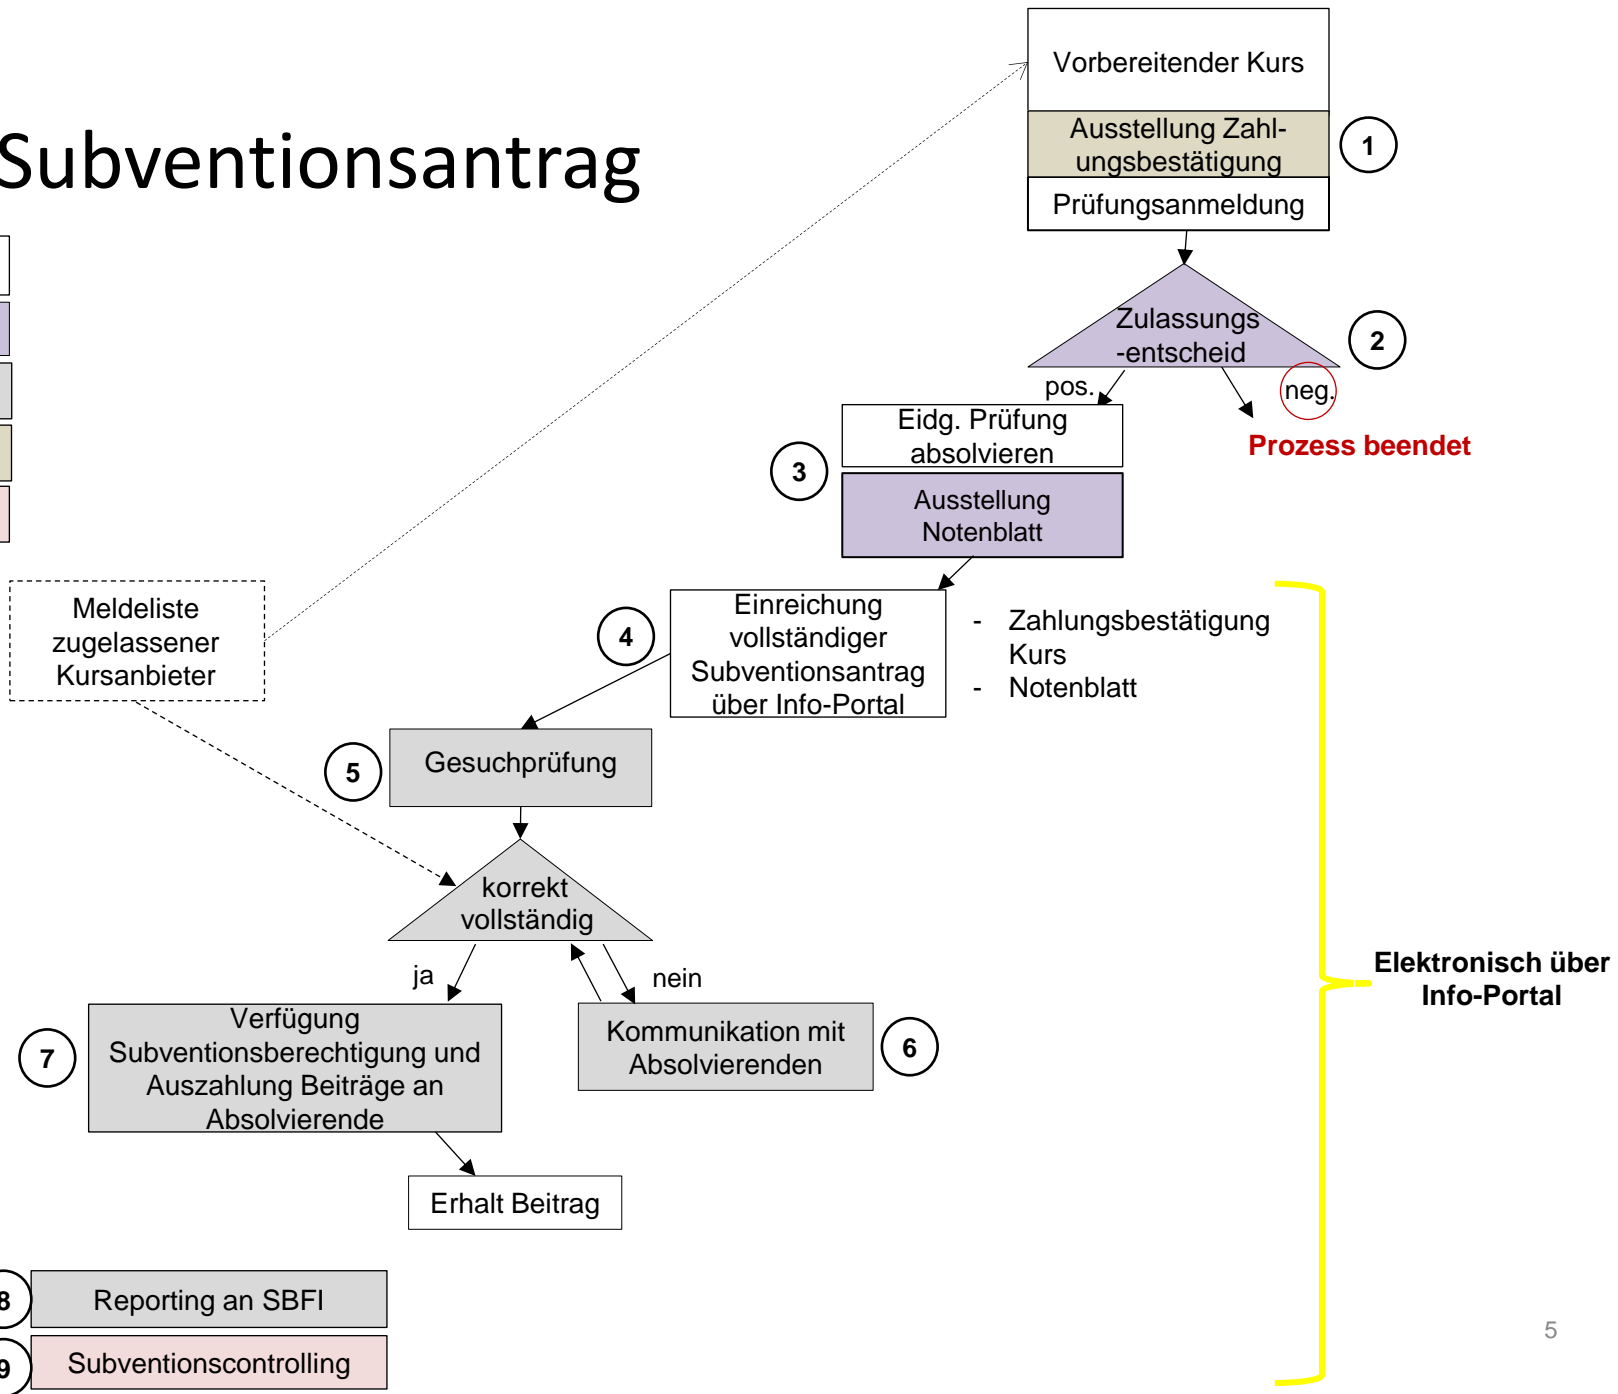 Subventionsantrag
Vorbereitender Kurs
Ausstellung Zahl-
ungsbestätigung
1
Prüfungsanmeldung
Zulassungs
-entscheid
2
pos.
neg.
Prozess beendet
Eidg. Prüfung
absolvieren
3
Ausstellung
Notenblatt
Meldeliste
zugelassener
Kursanbieter
4
Einreichung
vollständiger
Subventionsantrag
über Info-Portal
- Zahlungsbestätigung
Kurs
- Notenblatt
5
Gesuchprüfung
korrekt
vollständig
ja
nein
7
Verfügung
Subventionsberechtigung und
Auszahlung Beiträge an
Absolvierende
Kommunikation mit
Absolvierenden
6
Elektronisch über
Info-Portal
Erhalt Beitrag
8
Reporting an SBFI
9
Subventionscontrolling
5